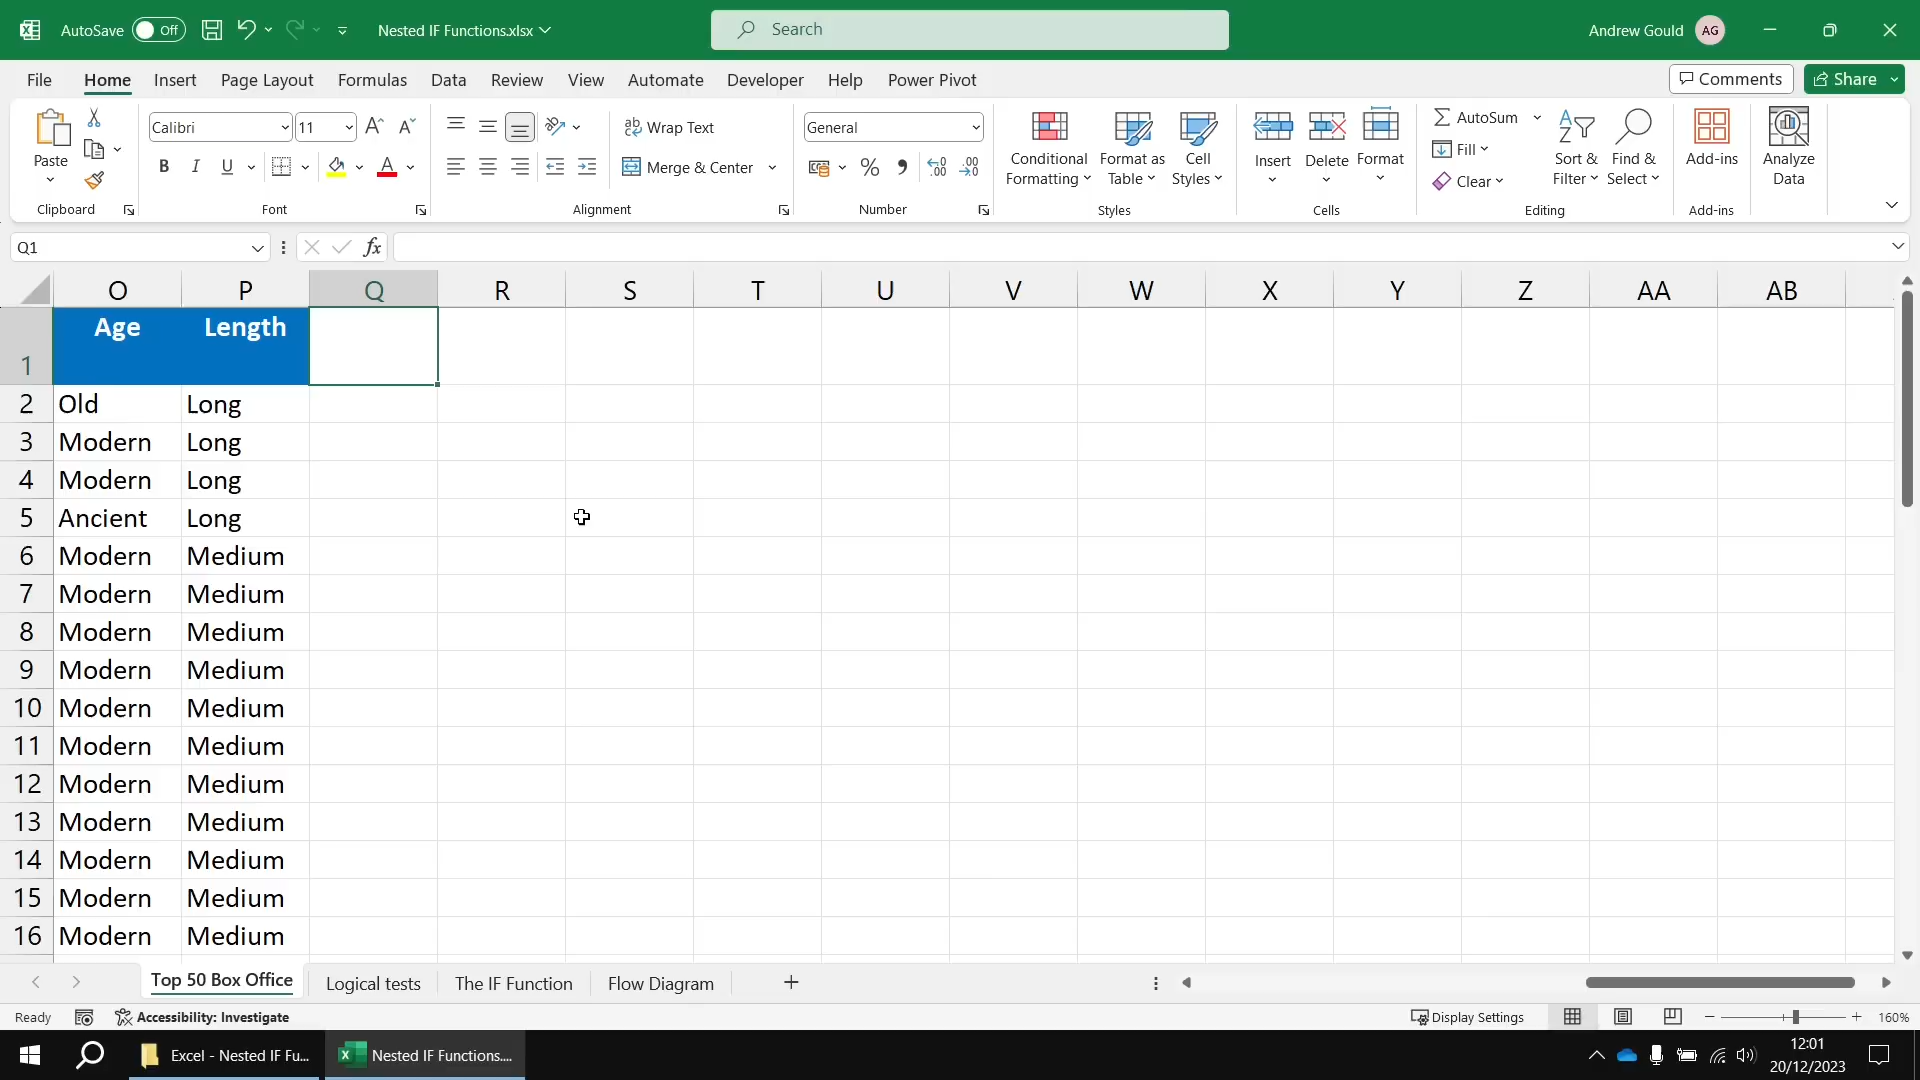 AutoSave Off Nested IF Functions.xlsx Search Andrew Gould AG
File Home Insert Page Layout Formulas Data Review View Automate Developer Help Power Pivot Comments Share
Paste Calibri 11 Wrap Text General Conditional Formatting Format as Table Cell Styles Insert Delete Format AutoSum Sort & Filter Find & Select Add-ins Analyze Data
B I U A Merge & Center % Fill
Clear
Clipboard Font Alignment Number Styles Cells Editing Add-ins
Q1 fx
O P Q R S T U V W X Y Z AA AB
1 Age Length
2 Old Long
3 Modern Long
4 Modern Long
5 Ancient Long
6 Modern Medium
7 Modern Medium
8 Modern Medium
9 Modern Medium
10 Modern Medium
11 Modern Medium
12 Modern Medium
13 Modern Medium
14 Modern Medium
15 Modern Medium
16 Modern Medium
Top 50 Box Office Logical tests The IF Function Flow Diagram
Ready Accessibility: Investigate Display Settings 160%
Excel - Nested IF Fu... Nested IF Functions.... 12:01
20/12/2023